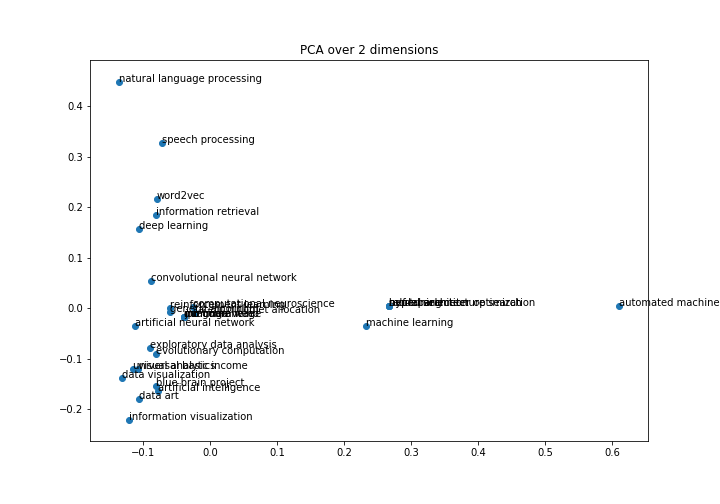 PCA over 2 dimensions
natural language processing
speech processing
word2vec
information retrieval
deep learning
convolutional neural network
computational neuroscience
automated machine
machine learning
artificial neural network
exploratory data analysis
evolutionary computation
data visualization
blue brain project
artificial intelligence
data art
information visualization
0.4
0.3
0.2
0.1
0.0
−0.1
−0.2
−0.1
0.0
0.1
0.2
0.3
0.4
0.5
0.6